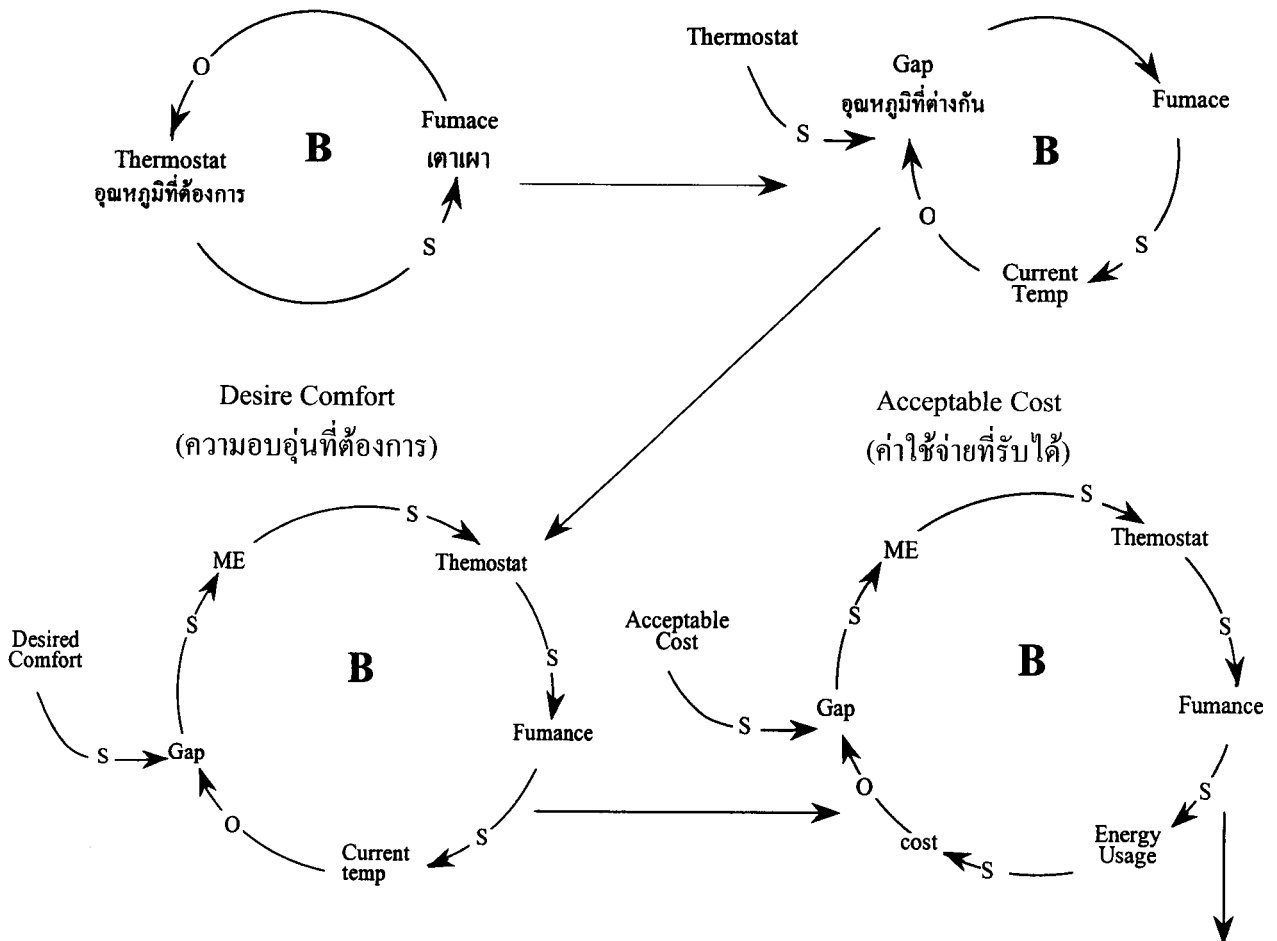 O
Fumace
เตาเผา
B
Thermostat
อุณหภูมิที่ต้องการ
S
Thermostat
Gap
อุณหภูมิที่ต่างกัน
Fumace
S
B
O
S
Current
Temp
Desire Comfort
(ความอบอุ่นที่ต้องการ)
S
ME
Themostat
S
S
Desired
Comfort
B
Fumance
S
Gap
O
S
Current
temp
Acceptable Cost
(ค่าใช้จ่ายที่รับได้)
S
ME
Themostat
S
S
Acceptable
Cost
B
Fumance
S
Gap
O
S
Energy
Usage
cost
S